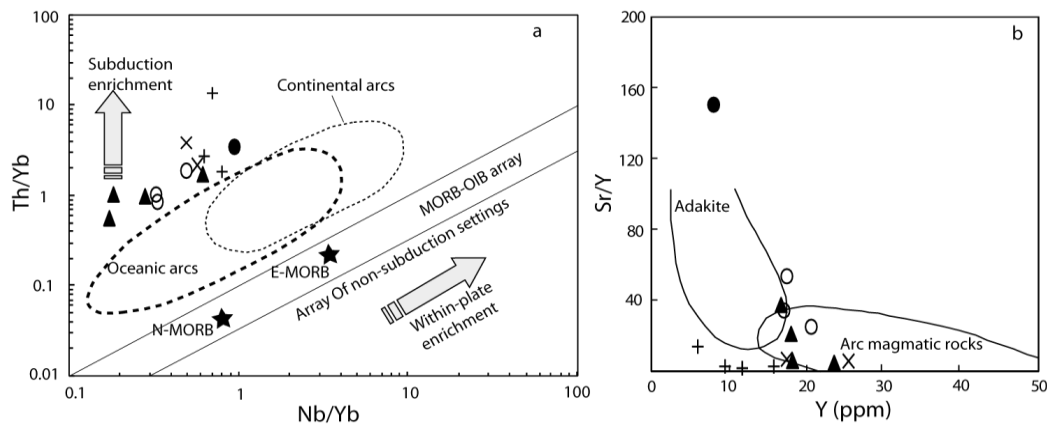 100
a
Subduction
enrichment
Continental arcs
10
Th/Yb
MORB-OIB array
1
Array Of non-subduction settings
Oceanic arcs
E-MORB
0.1
Within-plate
enrichment
N-MORB
0.01
0.1
1
10
100
Nb/Yb
200
b
160
120
Sr/Y
Adakite
80
40
Arc magmatic rocks
0
10
20
30
40
50
Y (ppm)